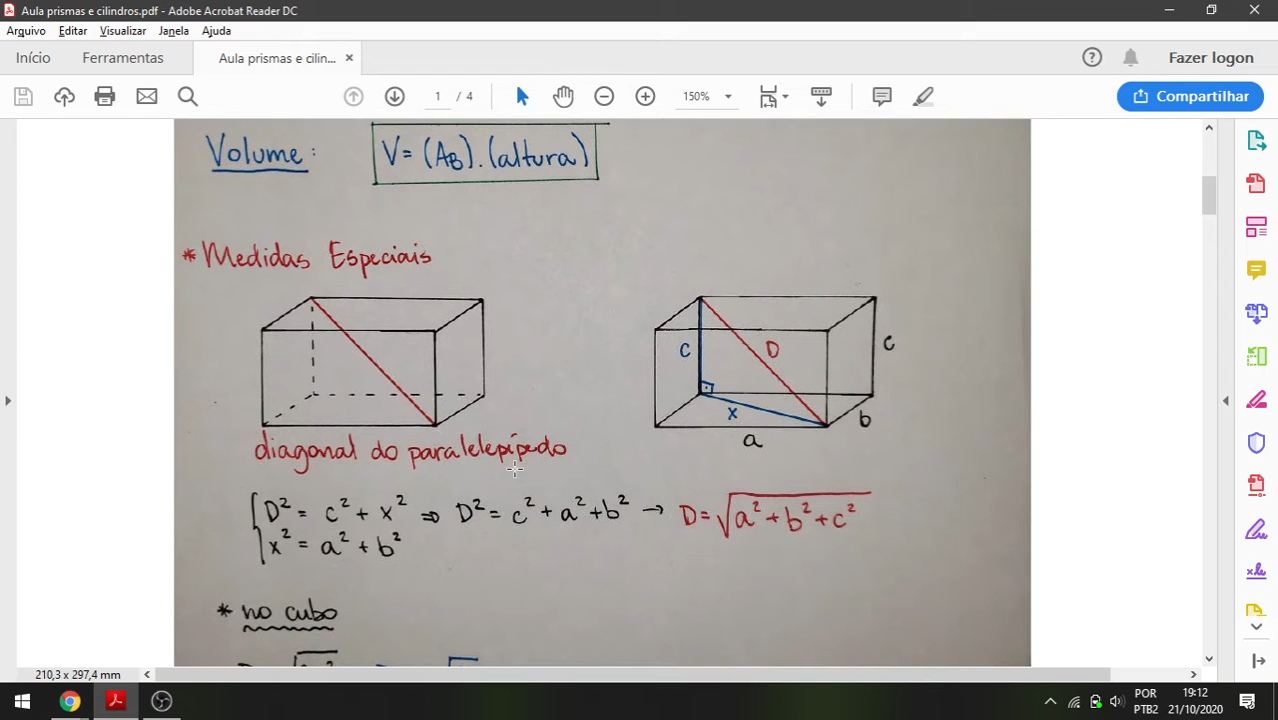 Aula prismas e cilindros.pdf - Adobe Acrobat Reader DC
Arquivo Editar Visualizar Janela Ajuda
Início Ferramentas Aula prismas e cilin... × Fazer logon
1 / 4 150% Compartilhar
Volume: V = (AB) . (altura)
* Medidas Especiais
c D c
x b
a
diagonal do paralelepípedo
D² = c² + x² ⇒ D² = c² + a² + b² → D = √a² + b² + c²
x² = a² + b²
* no cubo
210,3 x 297,4 mm
POR 19:12
PTB2 21/10/2020